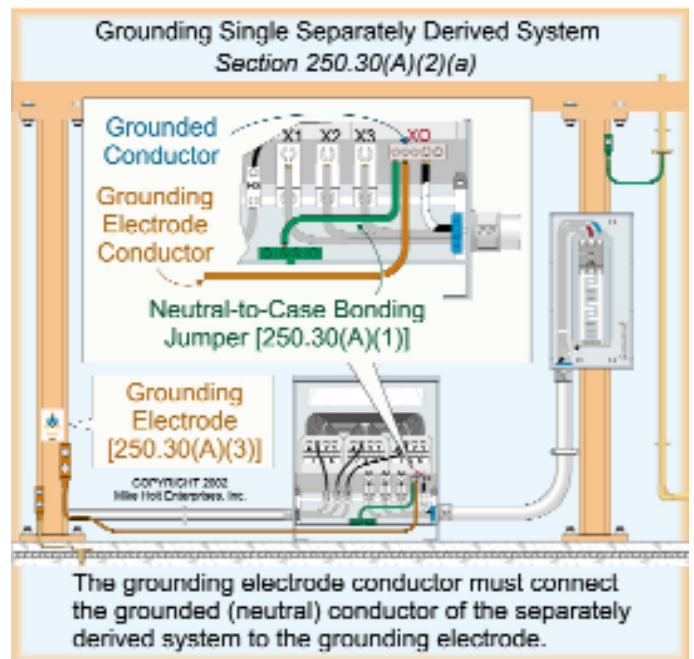 Grounding Single Separately Derived System
Section 250.30(A)(2)(a)
X1 X2 X3 XO
Grounded
Conductor
Grounding
Electrode
Conductor
Neutral-to-Case Bonding
Jumper [250.30(A)(1)]
Grounding
Electrode
[250.30(A)(3)]
COPYRIGHT 2002
Mike Holt Enterprises, Inc.
The grounding electrode conductor must connect
the grounded (neutral) conductor of the separately
derived system to the grounding electrode.